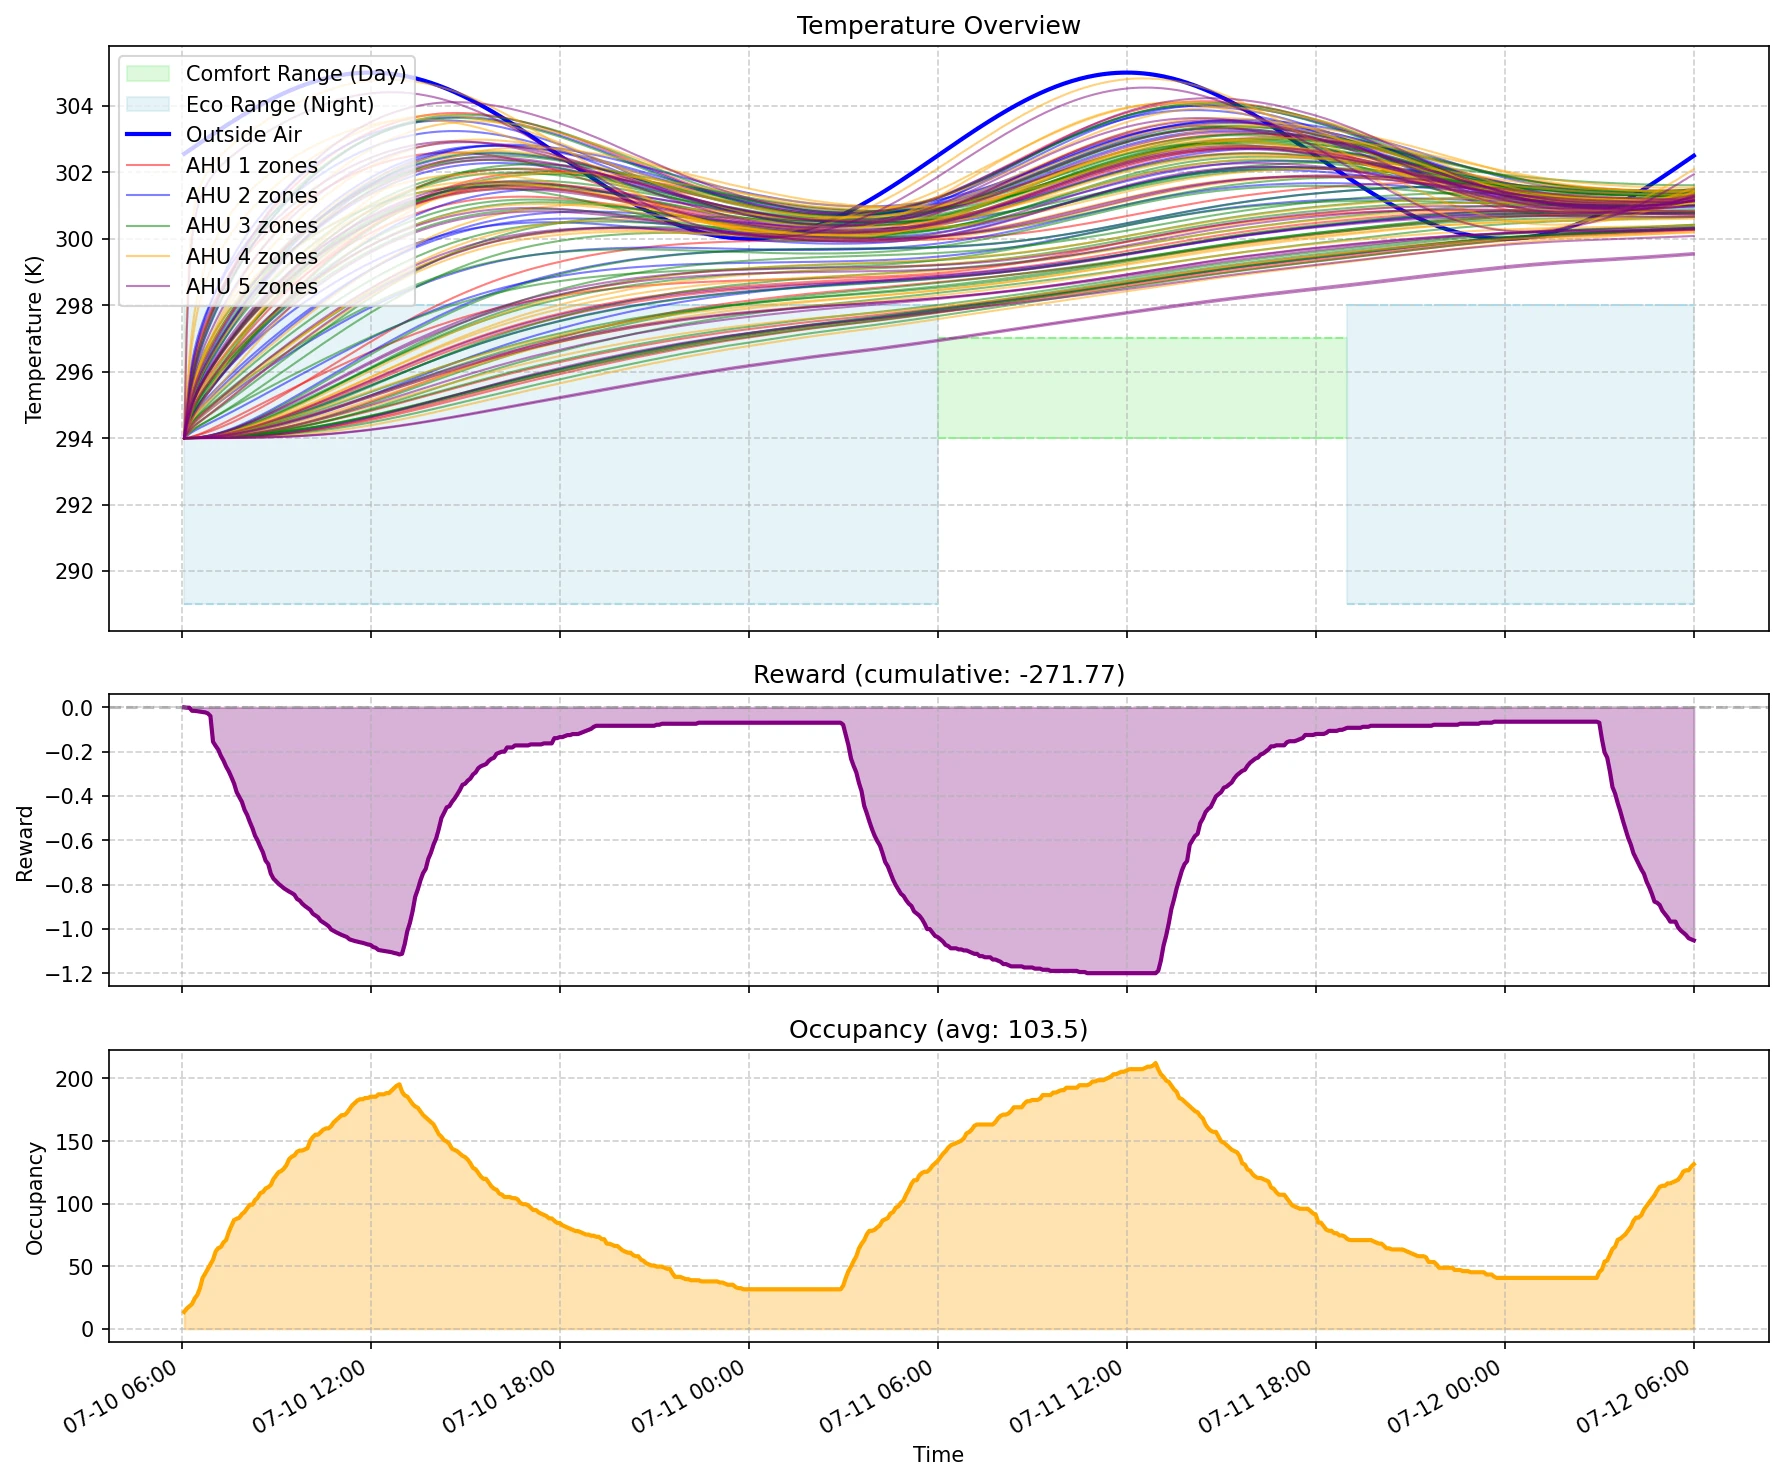 Temperature Overview
Comfort Range (Day)
Eco Range (Night)
Outside Air
AHU 1 zones
AHU 2 zones
AHU 3 zones
AHU 4 zones
AHU 5 zones
Temperature (K)
304
302
300
298
296
294
292
290
Reward (cumulative: -271.77)
Reward
0.0
−0.2
−0.4
−0.6
−0.8
−1.0
−1.2
Occupancy (avg: 103.5)
Occupancy
200
150
100
50
0
07-10 06:00
07-10 12:00
07-10 18:00
07-11 00:00
07-11 06:00
07-11 12:00
07-11 18:00
07-12 00:00
07-12 06:00
Time